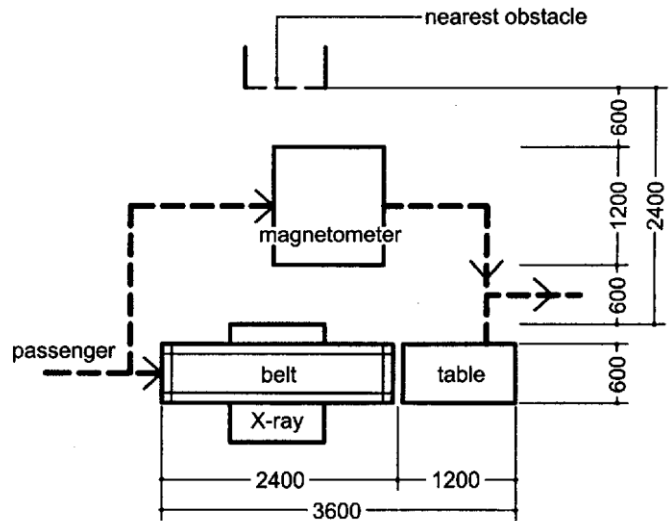 nearest obstacle
600
magnetometer
1200
2400
600
passenger
belt
table
600
X-ray
2400
1200
3600